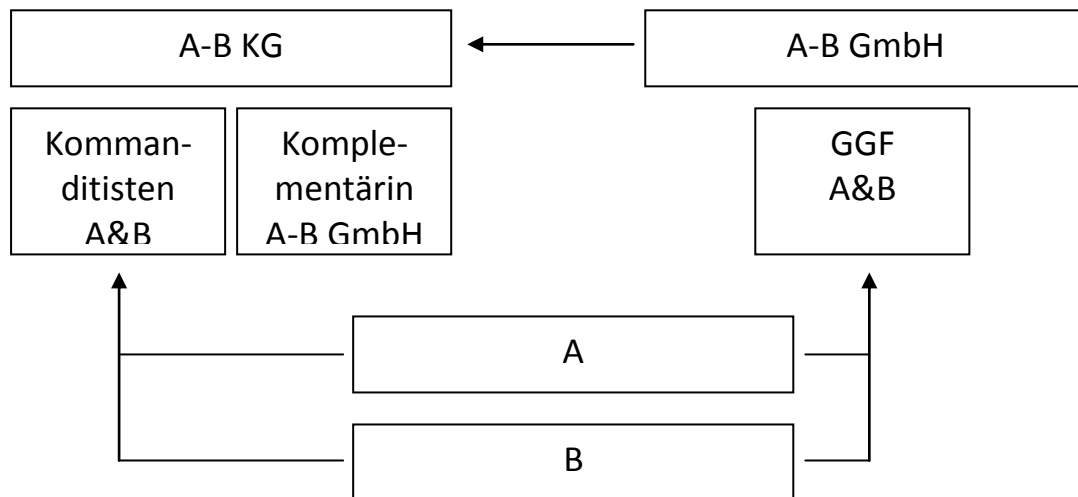 A-B KG
A-B GmbH
Komman-
ditisten
A&B
Komple-
mentärin
A-B GmbH
GGF
A&B
A
B